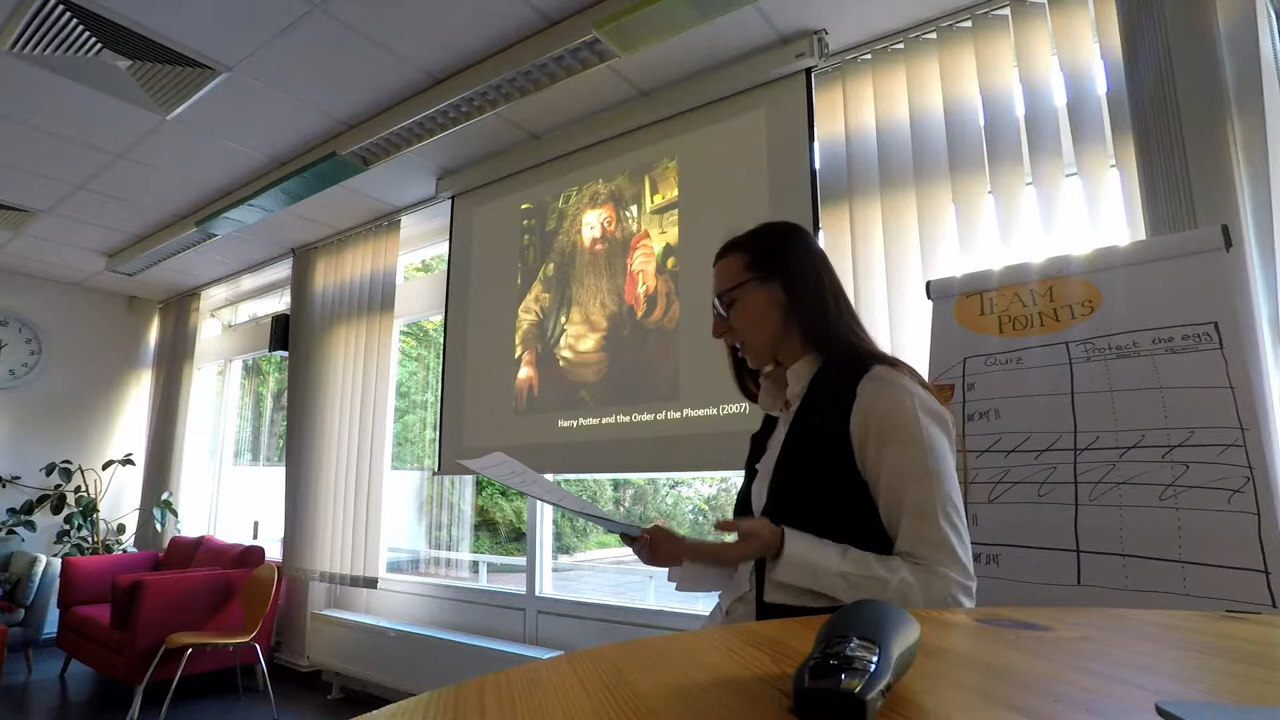 Harry Potter and the Order of the Phoenix (2007)
TEAM
POINTS
Quiz
Protect the egg